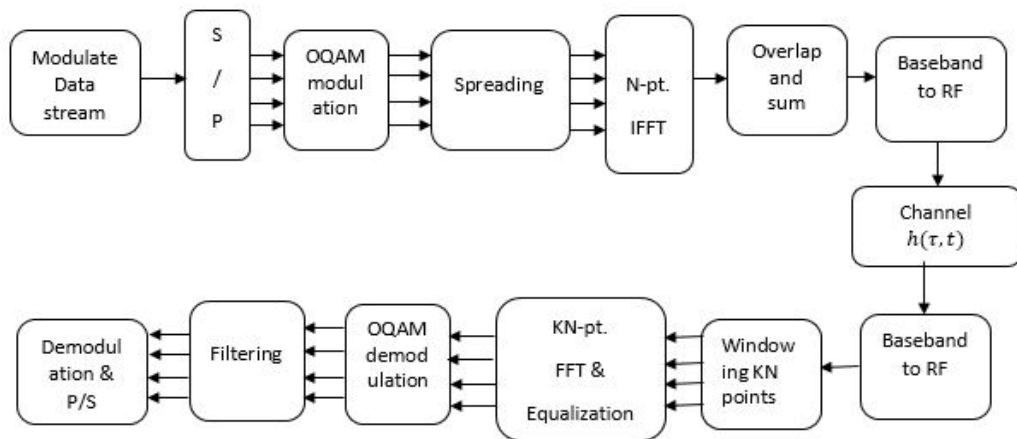 Modulate
Data
stream
S
/
P
OQAM
modul
ation
Spreading
N-pt.
IFFT
Overlap
and
sum
Baseband
to RF
Channel
h(τ,t)
Baseband
to RF
Window
ing KN
points
KN-pt.
FFT &
Equalization
OQAM
demod
ulation
Filtering
Demodul
ation &
P/S